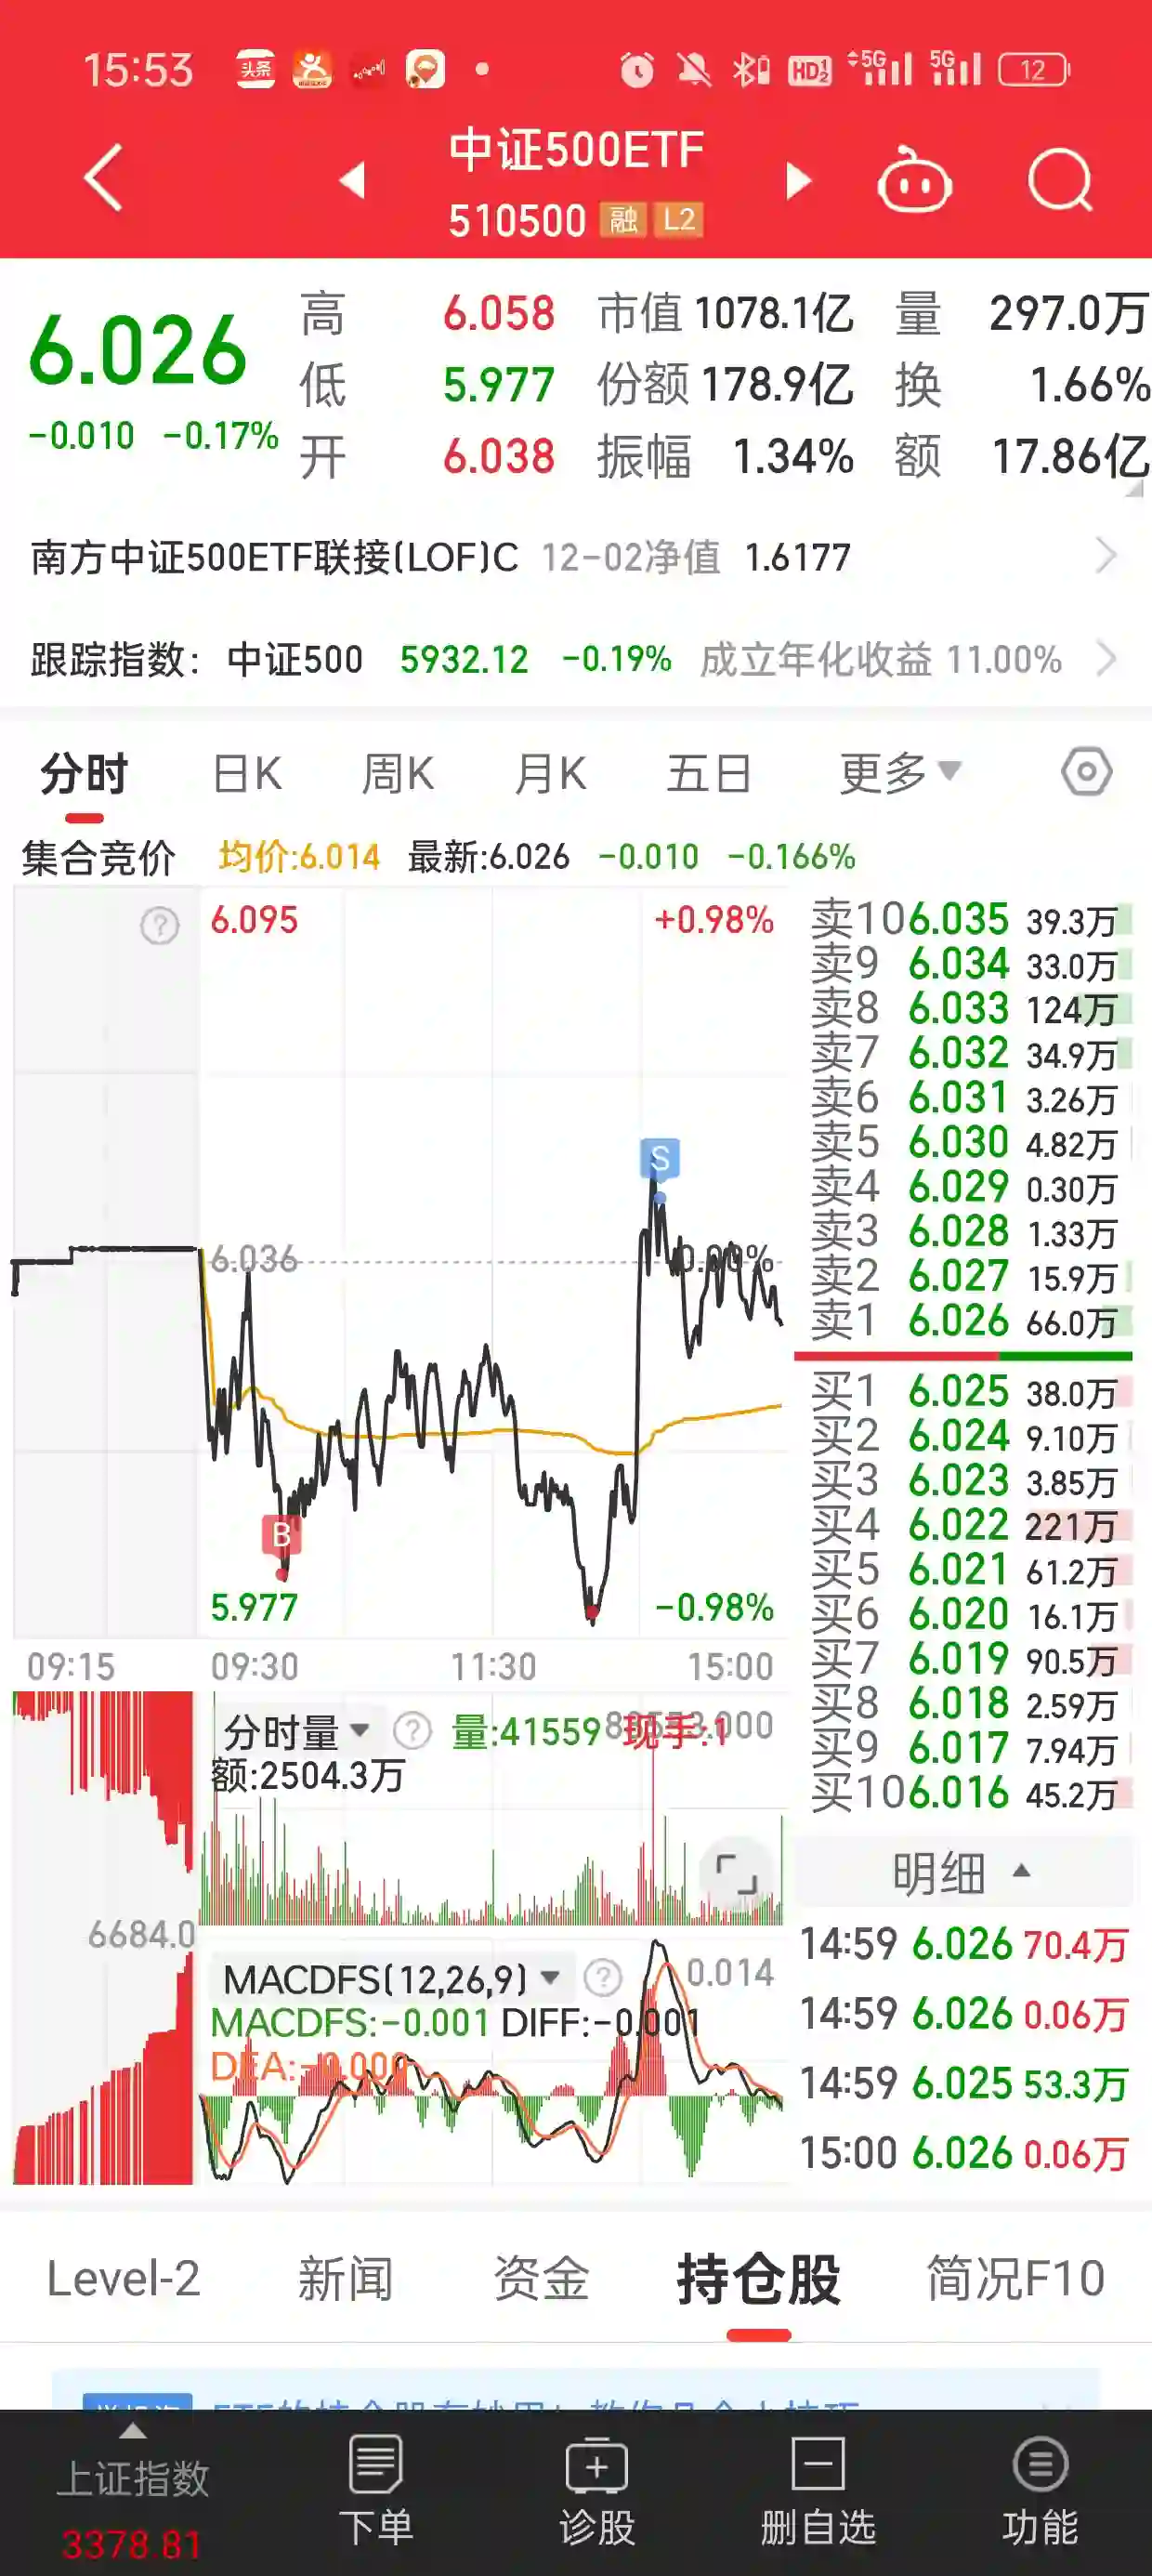 15:53 头条 HD 5G 5G 12
中证500ETF
510500 融 L2
6.026 高 6.058 市值 1078.1亿 量 297.0万
低 5.977 份额 178.9亿 换 1.66%
-0.010 -0.17% 开 6.038 振幅 1.34% 额 17.86亿
南方中证500ETF联接(LOF)C 12-02净值 1.6177
跟踪指数: 中证500 5932.12 -0.19% 成立年化收益 11.00%
分时 日K 周K 月K 五日 更多
集合竞价 均价:6.014 最新:6.026 -0.010 -0.166%
6.095 +0.98%
S
6.036 0.00%
B
5.977 -0.98%
09:15 09:30 11:30 15:00
卖10 6.035 39.3万
卖9 6.034 33.0万
卖8 6.033 124万
卖7 6.032 34.9万
卖6 6.031 3.26万
卖5 6.030 4.82万
卖4 6.029 0.30万
卖3 6.028 1.33万
卖2 6.027 15.9万
卖1 6.026 66.0万
买1 6.025 38.0万
买2 6.024 9.10万
买3 6.023 3.85万
买4 6.022 221万
买5 6.021 61.2万
买6 6.020 16.1万
买7 6.019 90.5万
买8 6.018 2.59万
买9 6.017 7.94万
买10 6.016 45.2万
分时量 ? 量:41559 现手:1
额:2504.3万
6684.0
MACDFS(12,26,9) ? 0.014
MACDFS:-0.001 DIFF:-0.001
DEA:-0.000
明细
14:59 6.026 70.4万
14:59 6.026 0.06万
14:59 6.025 53.3万
15:00 6.026 0.06万
Level-2 新闻 资金 持仓股 简况F10
上证指数 下单 诊股 删自选 功能
3378.81